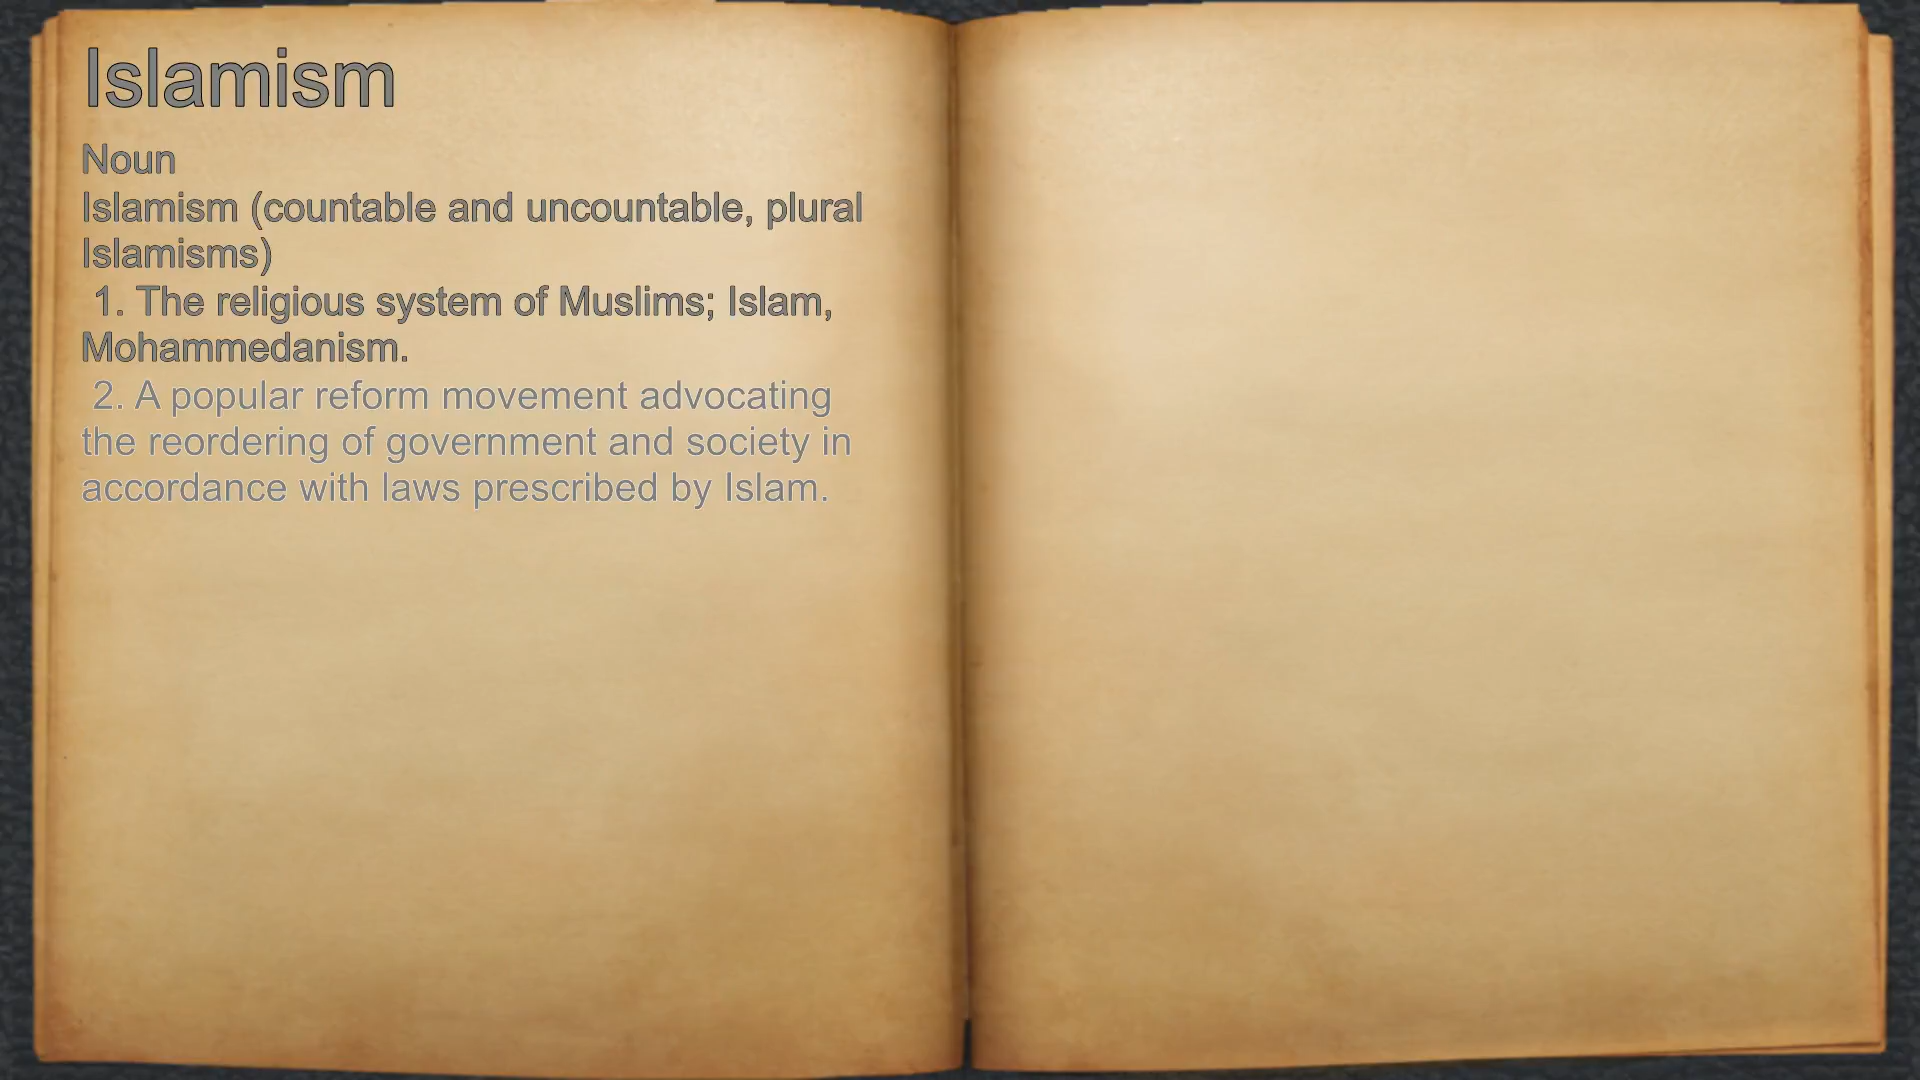 Islamism
Noun
Islamism (countable and uncountable, plural
Islamisms)
1. The religious system of Muslims; Islam,
Mohammedanism.
2. A popular reform movement advocating
the reordering of government and society in
accordance with laws prescribed by Islam.